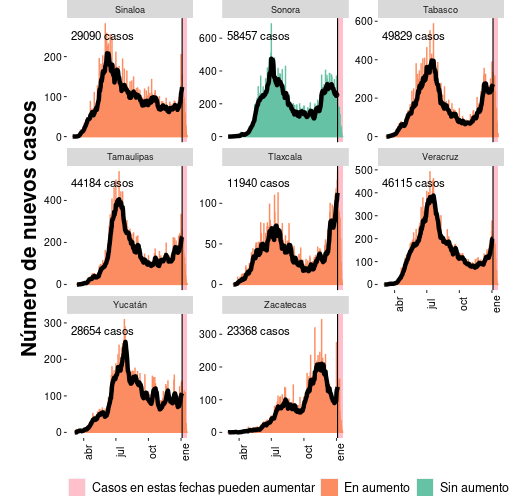 Número de nuevos casos
Sinaloa
29090 casos
200
100
0
Sonora
58457 casos
600
400
200
0
Tabasco
49829 casos
600
400
200
0
Tamaulipas
44184 casos
400
200
0
Tlaxcala
11940 casos
100
50
0
Veracruz
46115 casos
500
400
300
200
100
0
abr
jul
oct
ene
Yucatán
28654 casos
300
200
100
0
abr
jul
oct
ene
Zacatecas
23368 casos
300
200
100
0
abr
jul
oct
ene
Casos en estas fechas pueden aumentar
En aumento
Sin aumento